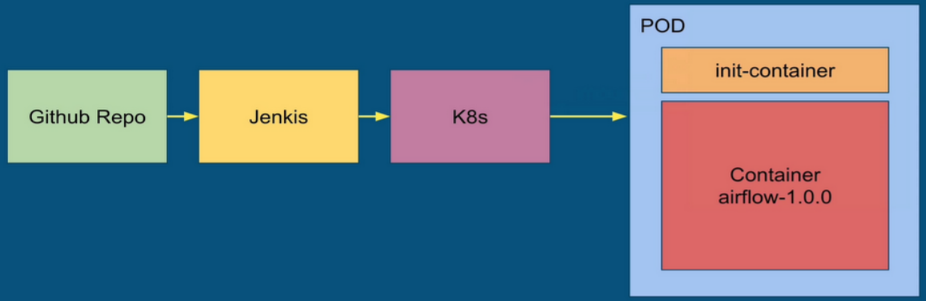 POD
init-container
Github Repo
Jenkis
K8s
Container
airflow-1.0.0